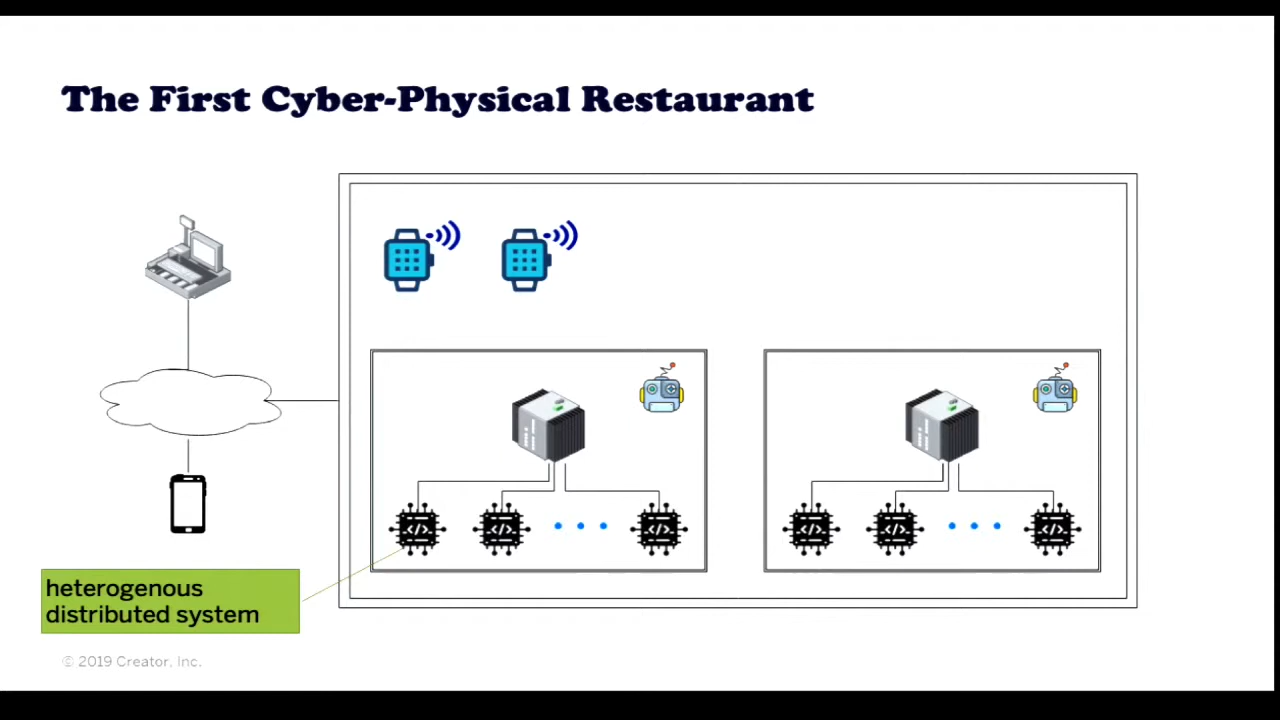 The First Cyber-Physical Restaurant
heterogenous
distributed system
© 2019 Creator, Inc.